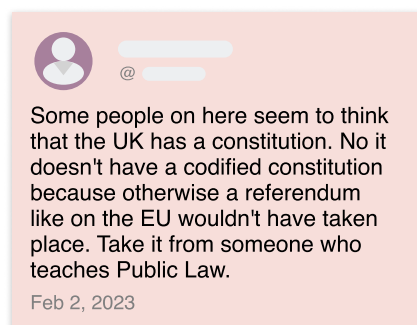 @
Some people on here seem to think
that the UK has a constitution. No it
doesn't have a codified constitution
because otherwise a referendum
like on the EU wouldn't have taken
place. Take it from someone who
teaches Public Law.
Feb 2, 2023